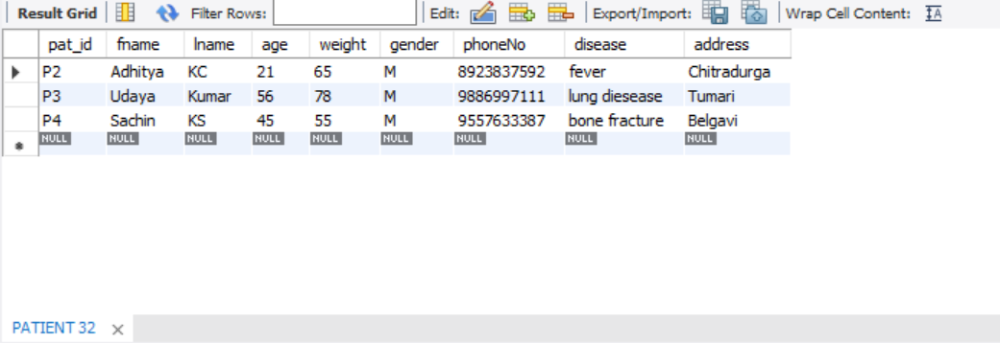 Result Grid Filter Rows: Edit: Export/Import: Wrap Cell Content: IA
pat_id fname lname age weight gender phoneNo disease address
P2 Adhitya KC 21 65 M 8923837592 fever Chitradurga
P3 Udaya Kumar 56 78 M 9886997111 lung diesease Tumari
P4 Sachin KS 45 55 M 9557633387 bone fracture Belgavi
NULL NULL NULL NULL NULL NULL NULL NULL NULL
PATIENT 32